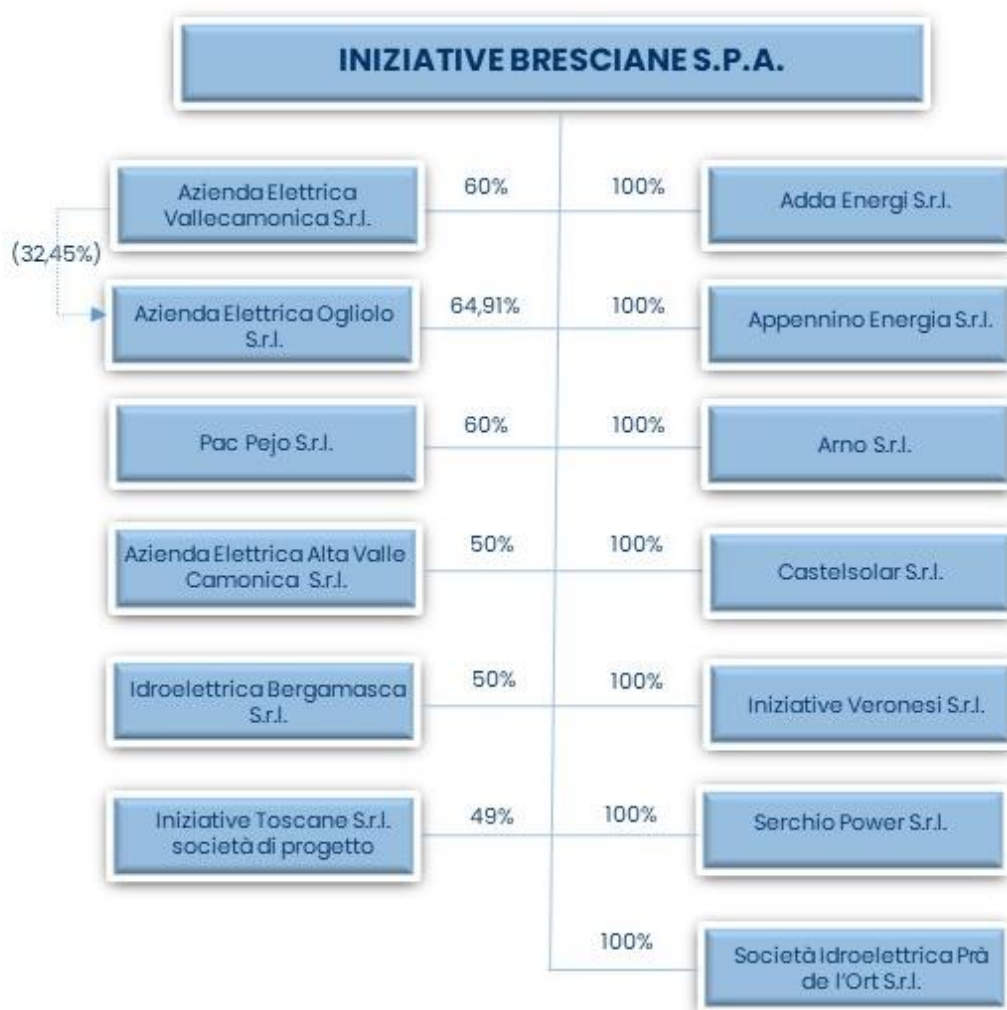 INIZIATIVE BRESCIANE S.P.A.
Azienda Elettrica
Vallecamonica S.r.l.
60%
100%
Adda Energi S.r.l.
(32,45%)
Azienda Elettrica Ogliolo
S.r.l.
64,91%
100%
Appennino Energia S.r.l.
Pac Pejo S.r.l.
60%
100%
Arno S.r.l.
Azienda Elettrica Alta Valle
Camonica S.r.l.
50%
100%
Castelsolar S.r.l.
Idroelettrica Bergamasca
S.r.l.
50%
100%
Iniziative Veronesi S.r.l.
Iniziative Toscane S.r.l.
società di progetto
49%
100%
Serchio Power S.r.l.
100%
Società Idroelettrica Prà
de l'Ort S.r.l.